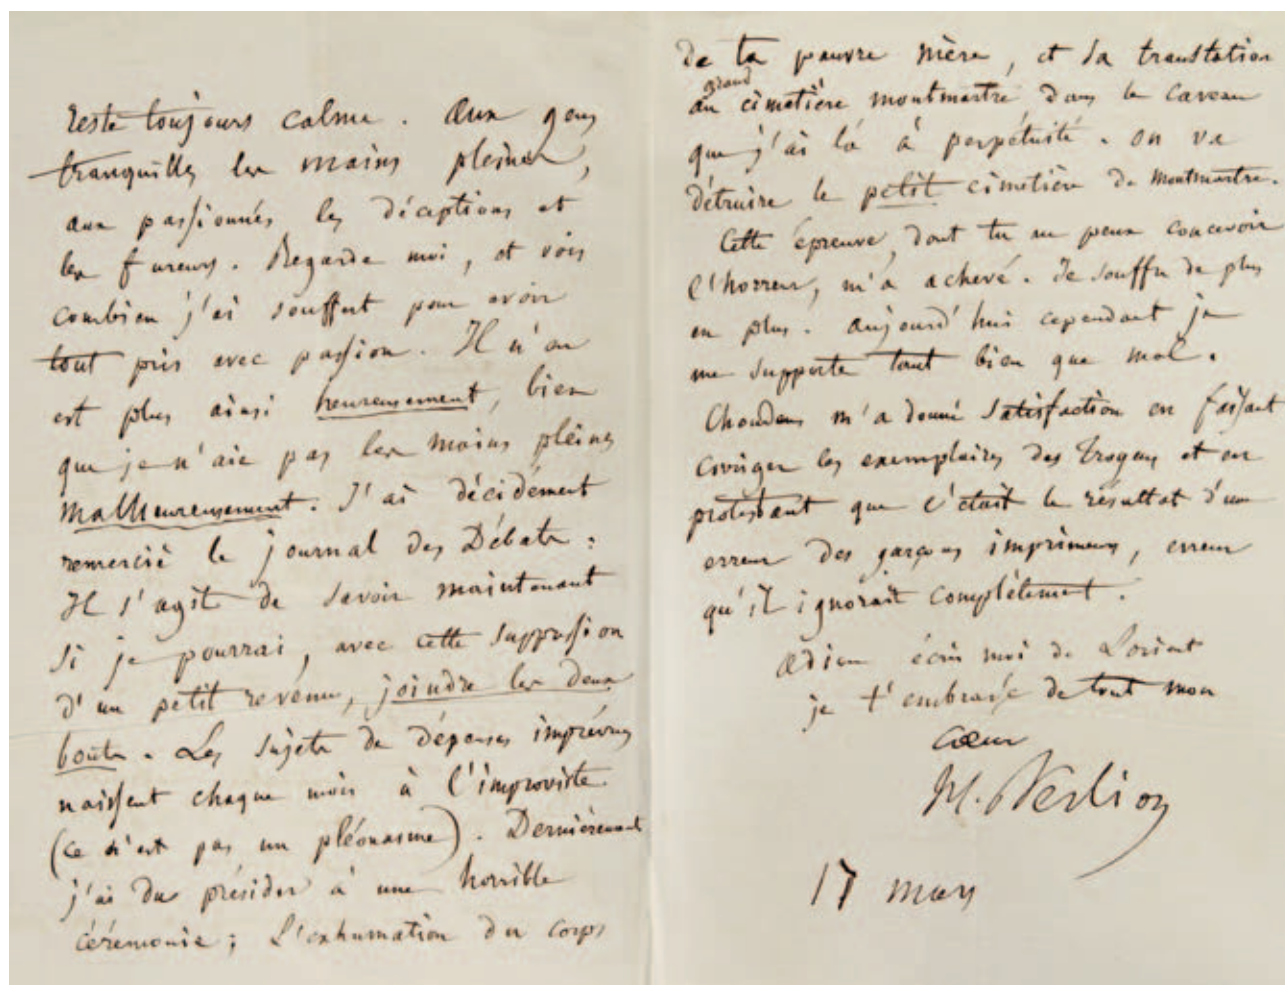 reste toujours calme. Aux gens
tranquilles les mains pleines,
aux passionnés les déceptions et
les fureurs. Regarde moi, et vois
combien j'ai souffert pour avoir
tout pris avec passion. Il n'en
est plus ainsi heureusement, bien
que je n'aie pas les mains pleines
malheureusement. J'ai décidément
remercié le journal des Débats;
Il s'agit de savoir maintenant
si je pourrai, avec cette suppression
d'un petit revenu, joindre les deux
bouts. Les sujets de dépenses imprévues
naissent chaque mois à l'improviste
(ce n'est pas un pléonasme). Dernièrement
j'ai du présider à une horrible
cérémonie; L'exhumation du corps
de ta pauvre mère, et sa translation
au grand cimetière montmartre dans le caveau
que j'ai là à perpétuité. on va
détruire le petit cimetière de Montmartre.
Cette épreuve, dont tu ne peux concevoir
l'horreur, m'a achevé. Je souffre de plus
en plus. aujourd'hui cependant je
me supporte tant bien que mal.
Choudens m'a donné satisfaction en faisant
corriger les exemplaires des Troyens et en
protestant que c'était le résultat d'une
erreur des garçons imprimeurs, erreur
qu'il ignorait complètement.
Adieu écris moi de Lorient
je t'embrasse de tout mon
cœur
H. Berlioz
17 mars